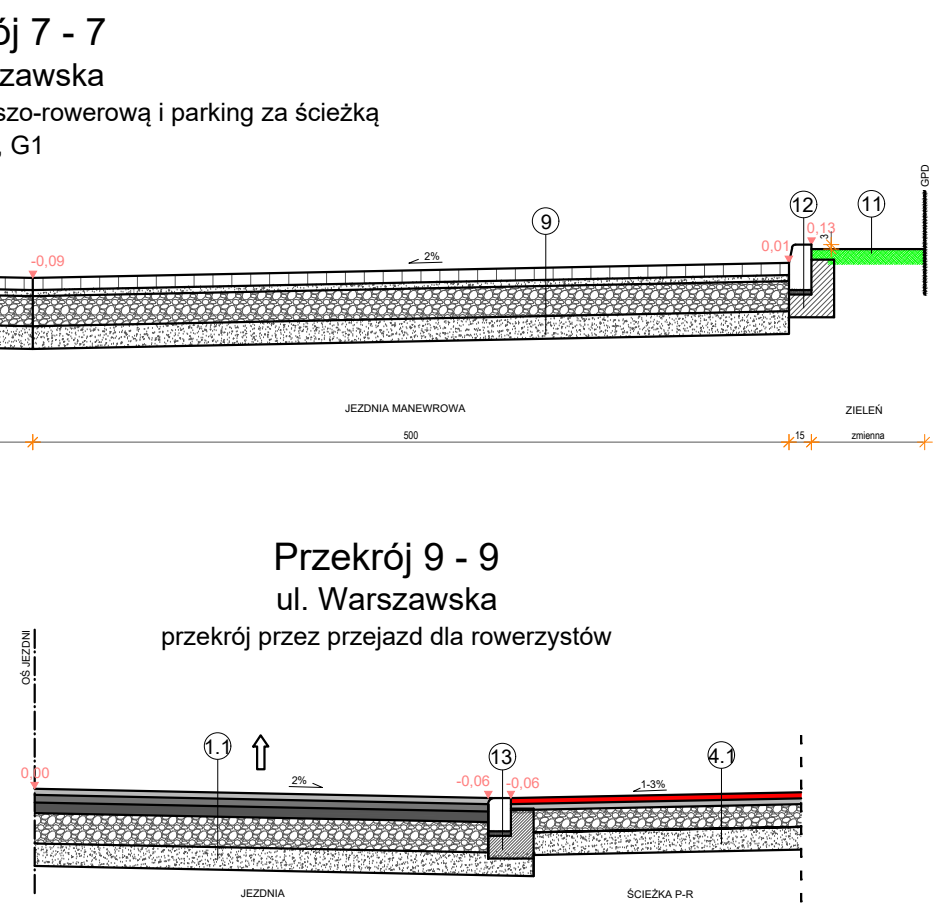 ój 7 - 7
zawska
szo-rowerową i parking za ścieżką
, G1
GPD
12
11
9
0,13
3
-0,09
2%
0,01
JEZDNIA MANEWROWA
ZIELEŃ
500
15
zmienna
Przekrój 9 - 9
ul. Warszawska
przekrój przez przejazd dla rowerzystów
OŚ JEZDNI
1.1
13
4.1
0,00
2%
-0,06
-0,06
1-3%
JEZDNIA
ŚCIEŻKA P-R